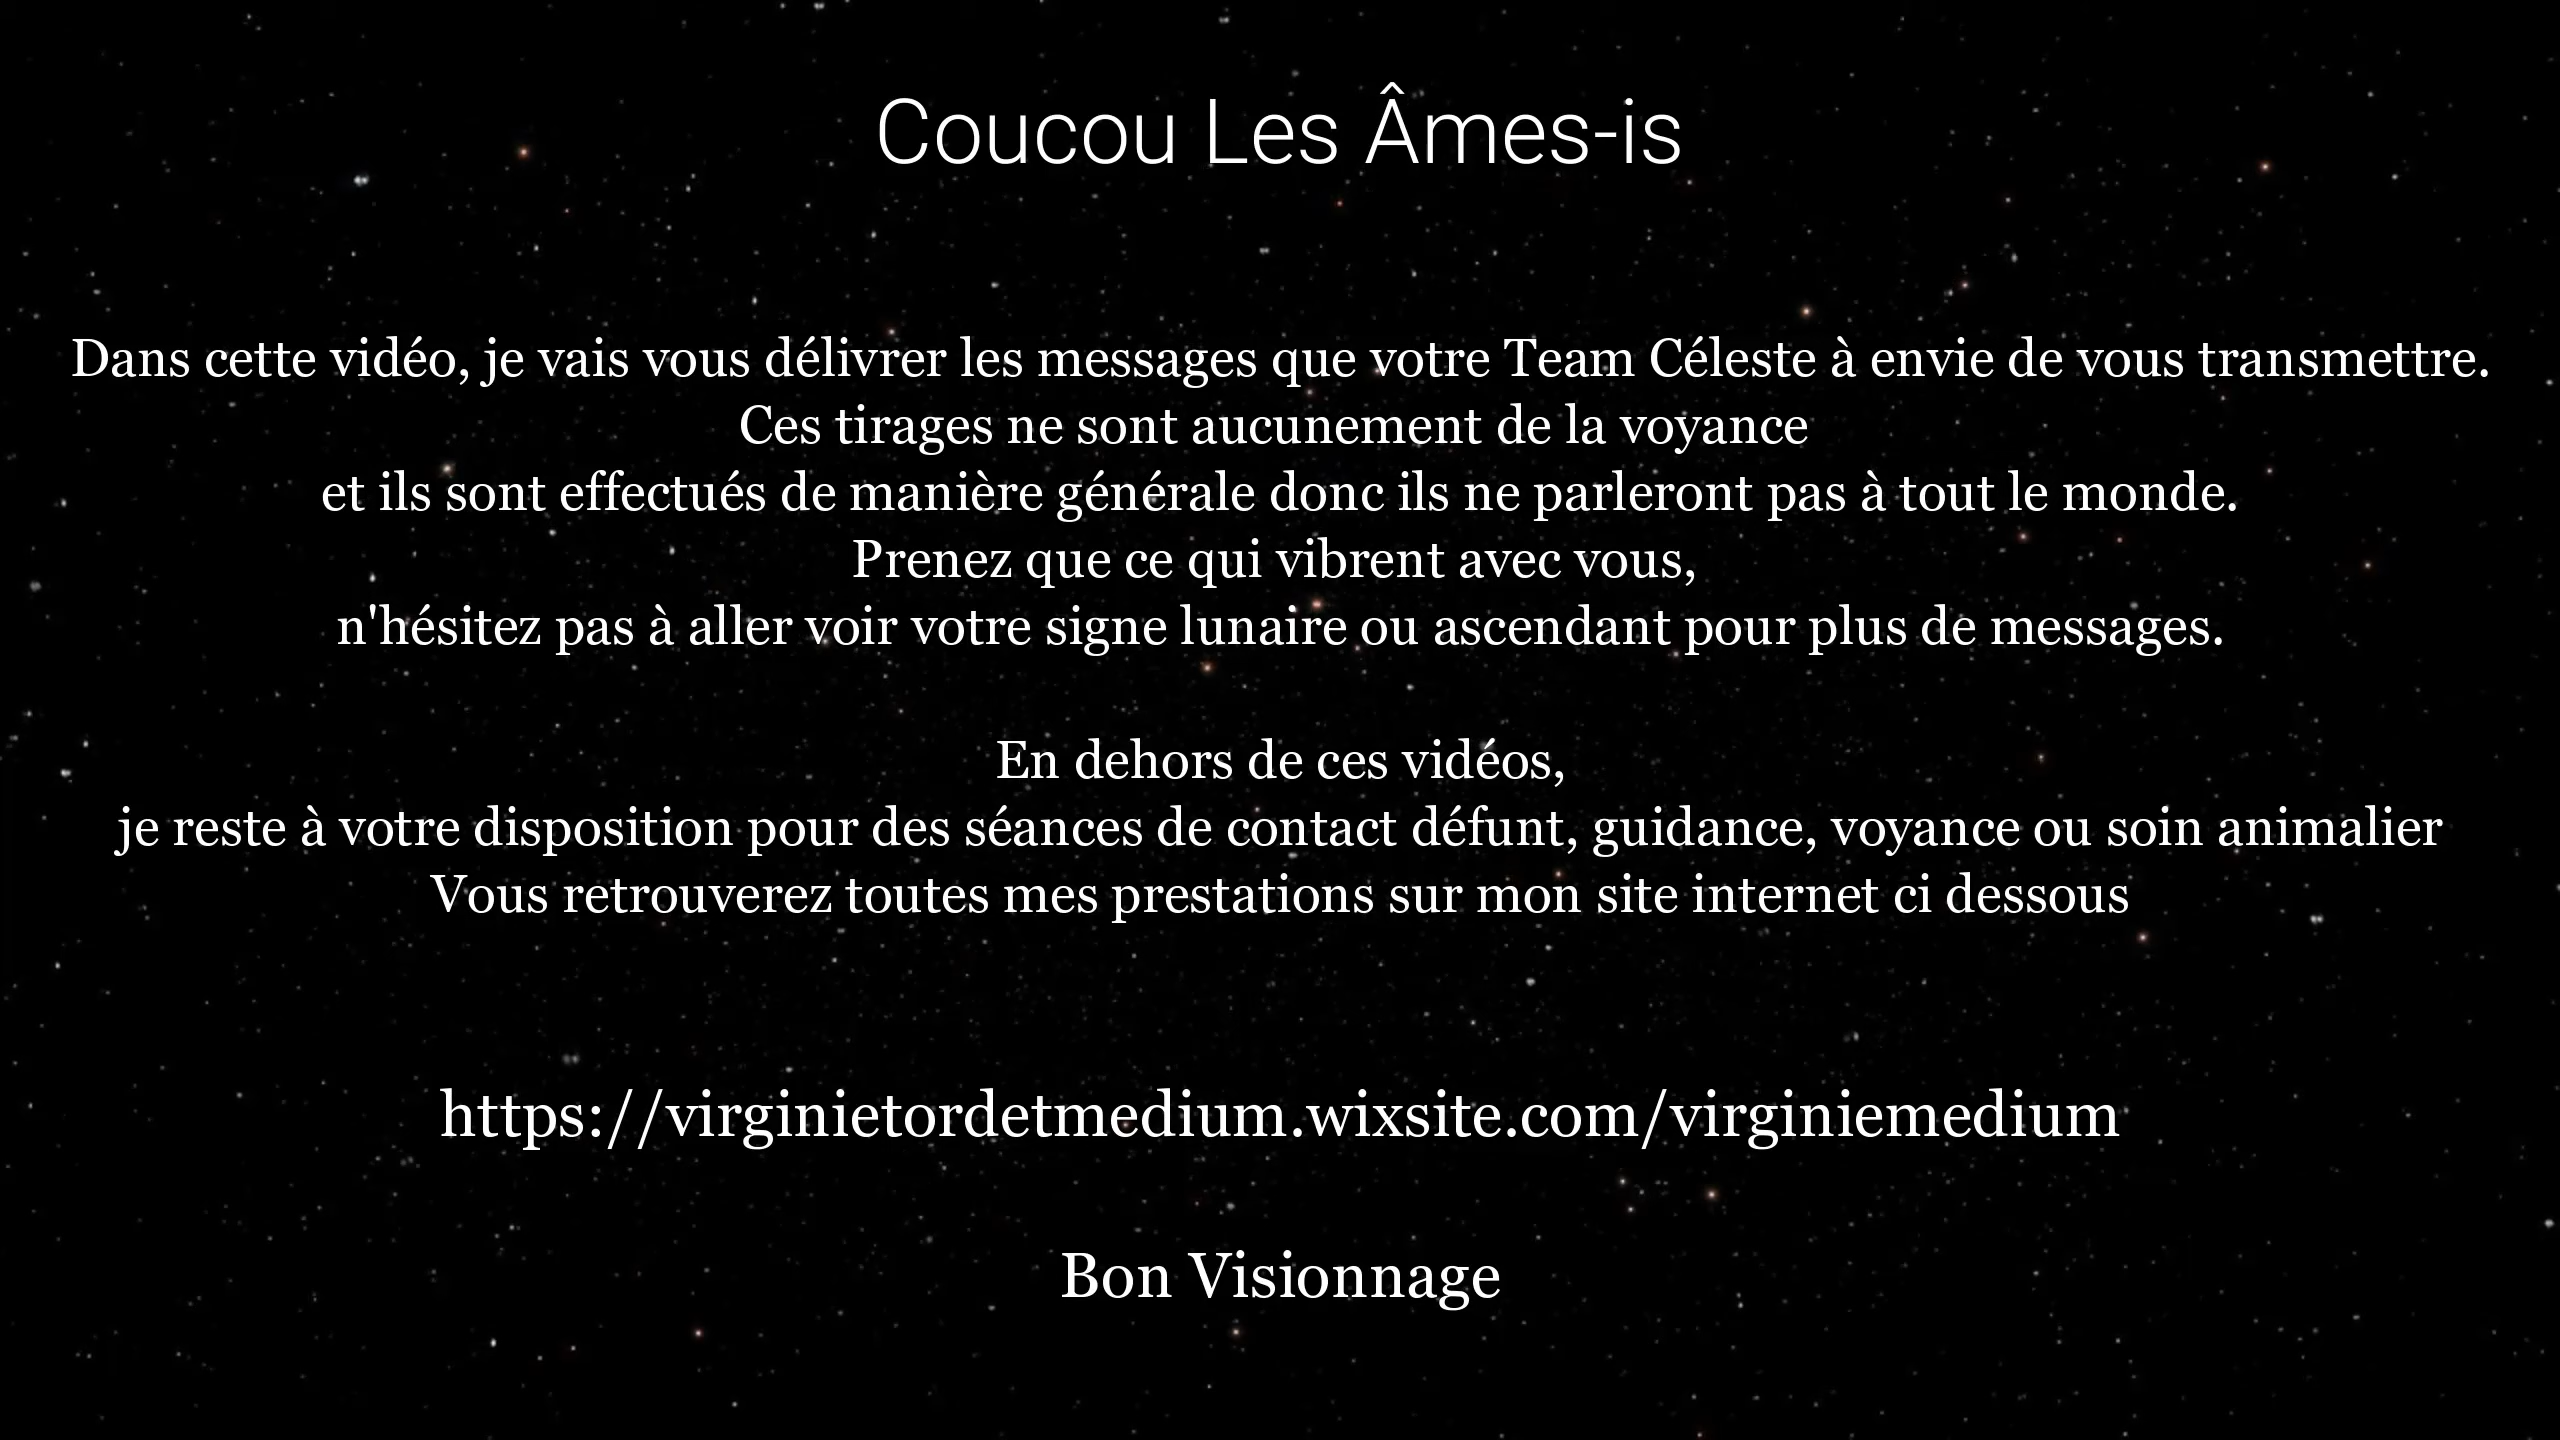 Coucou Les Âmes-is
Dans cette vidéo, je vais vous délivrer les messages que votre Team Céleste à envie de vous transmettre.
Ces tirages ne sont aucunement de la voyance
et ils sont effectués de manière générale donc ils ne parleront pas à tout le monde.
Prenez que ce qui vibrent avec vous,
n'hésitez pas à aller voir votre signe lunaire ou ascendant pour plus de messages.
En dehors de ces vidéos,
je reste à votre disposition pour des séances de contact défunt, guidance, voyance ou soin animalier
Vous retrouverez toutes mes prestations sur mon site internet ci dessous
https://virginietordetmedium.wixsite.com/virginiemedium
Bon Visionnage